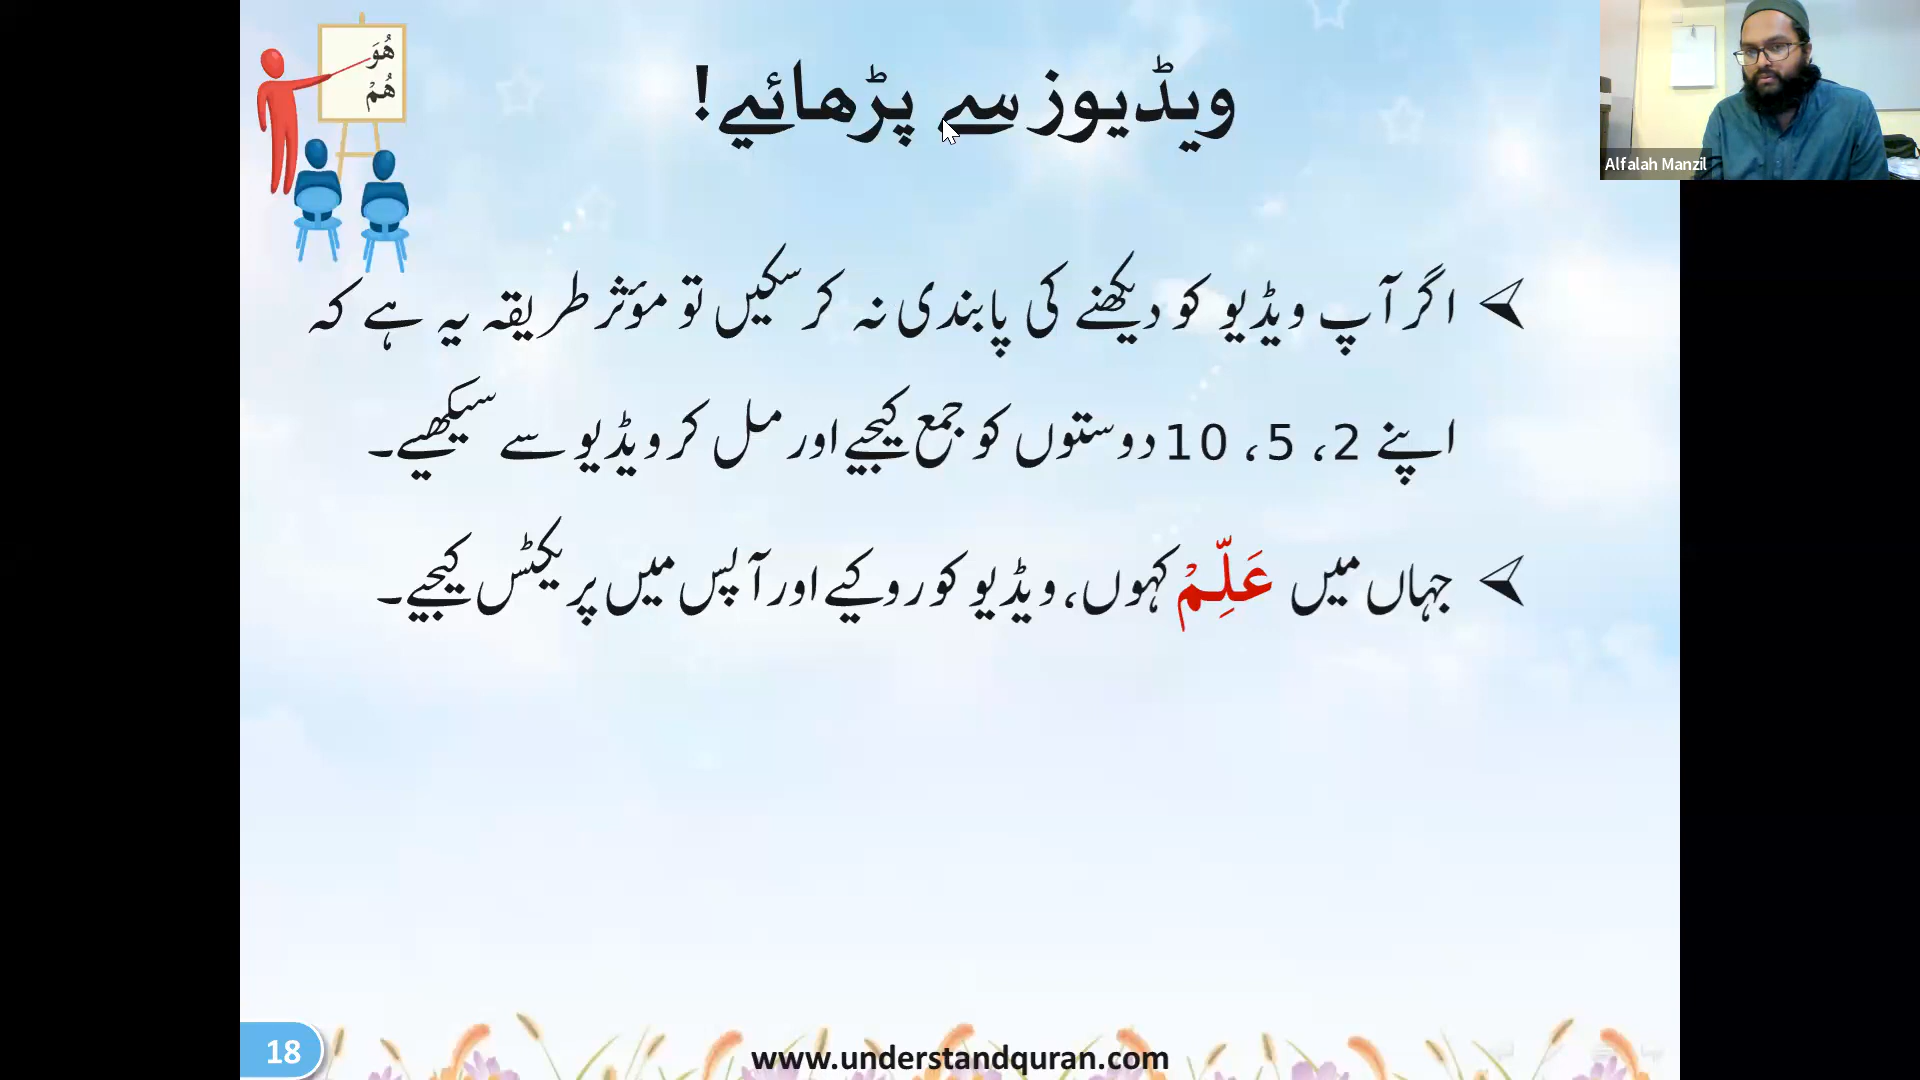 هُوَ
هُمْ
ویڈیوز سے پڑھائیے!
Alfalah Manzil
اگر آپ ویڈیو کو دیکھنے کی پابندی نہ کر سکیں تو مؤثر طریقہ یہ ہے کہ
اپنے 2، 5، 10 دوستوں کو جمع کیجیے اور مل کر ویڈیو سے سیکھیے۔
جہاں میں عَلِّمْ کہوں، ویڈیو کو روکیے اور آپس میں پریکٹس کیجیے۔
18
www.understandquran.com